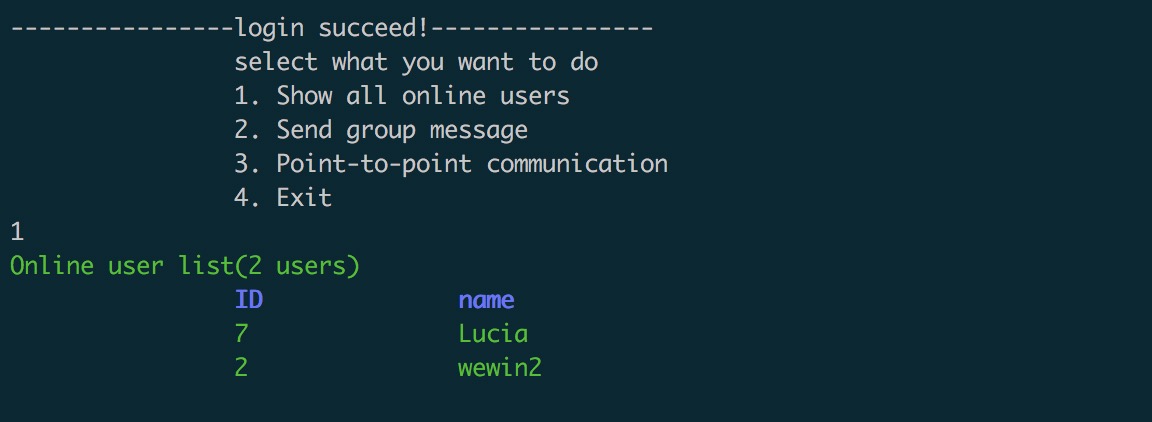 ----------------login succeed!----------------
select what you want to do
1. Show all online users
2. Send group message
3. Point-to-point communication
4. Exit
1
Online user list(2 users)
ID name
7 Lucia
2 wewin2